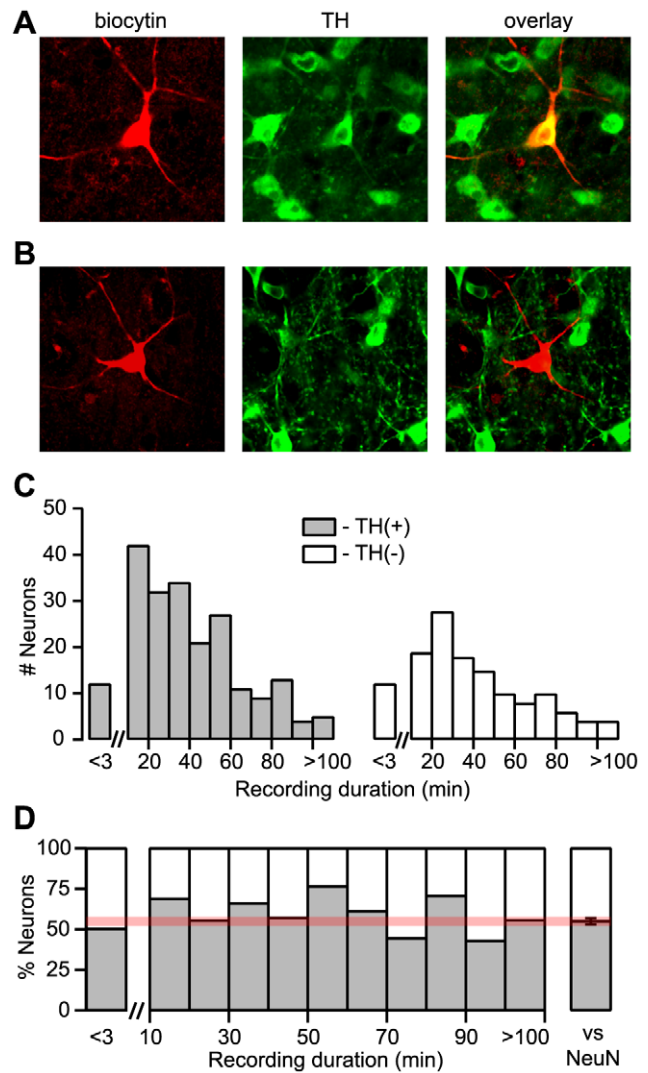 A
biocytin TH overlay
B
C
50
40
30
20
10
0
# Neurons
- TH(+)
- TH(-)
<3 // 20 40 60 80 >100 <3 // 20 40 60 80 >100
Recording duration (min)
D
100
75
50
25
0
% Neurons
<3 // 10 30 50 70 90 >100 vs
NeuN
Recording duration (min)